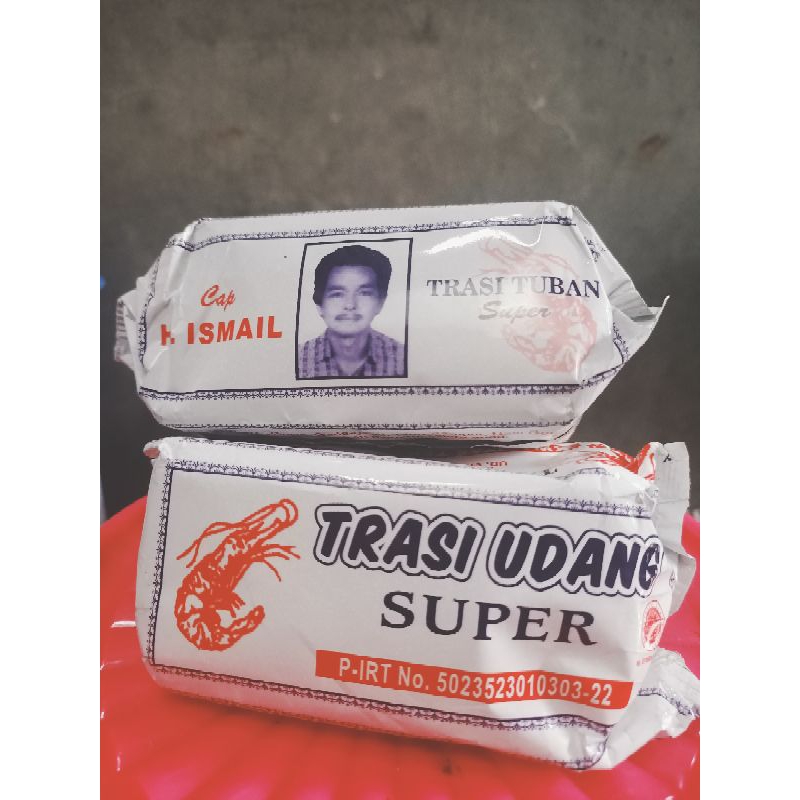 Cap
H. ISMAIL
TRASI TUBAN
Super
TRASI UDANG
SUPER
P-IRT No. 5023523010303-22